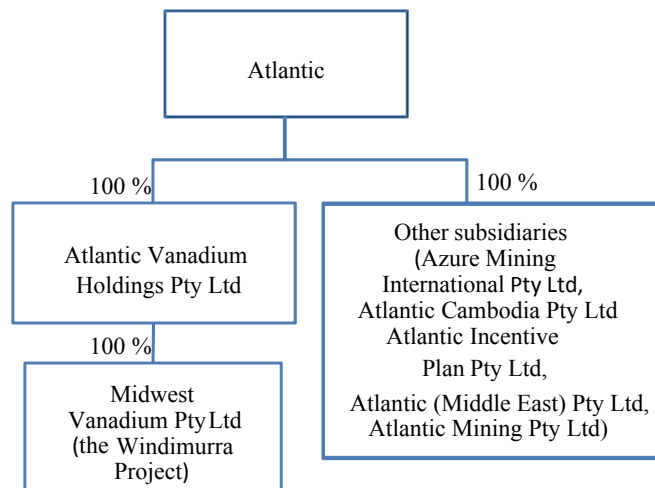 Atlantic
100 %
100 %
Atlantic Vanadium
Holdings Pty Ltd
Other subsidiaries
(Azure Mining
International Pty Ltd,
Atlantic Cambodia Pty Ltd
Atlantic Incentive
Plan Pty Ltd,
Atlantic (Middle East) Pty Ltd,
Atlantic Mining Pty Ltd)
100 %
Midwest
Vanadium Pty Ltd
(the Windimurra
Project)